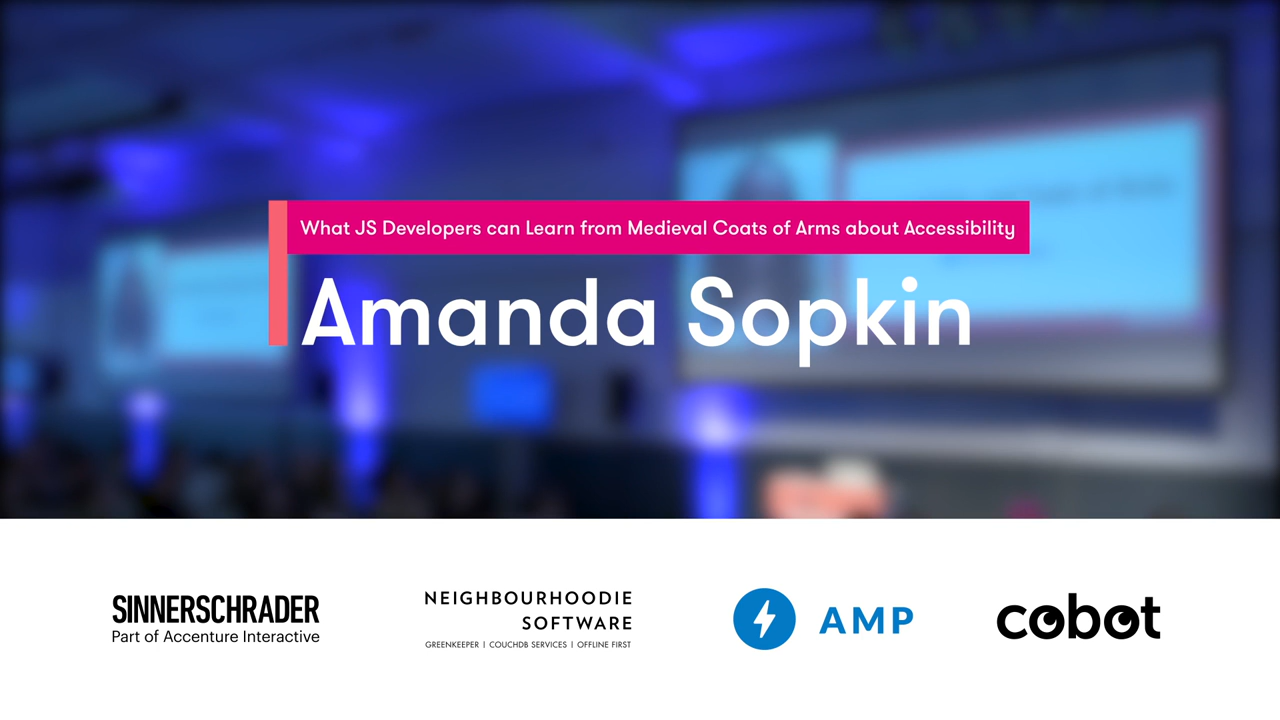 What JS Developers can Learn from Medieval Coats of Arms about Accessibility
Amanda Sopkin
SINNERSCHRADER
Part of Accenture Interactive
NEIGHBOURHOODIE
SOFTWARE
GREENKEEPER | COUCHDB SERVICES | OFFLINE FIRST
AMP
cobot